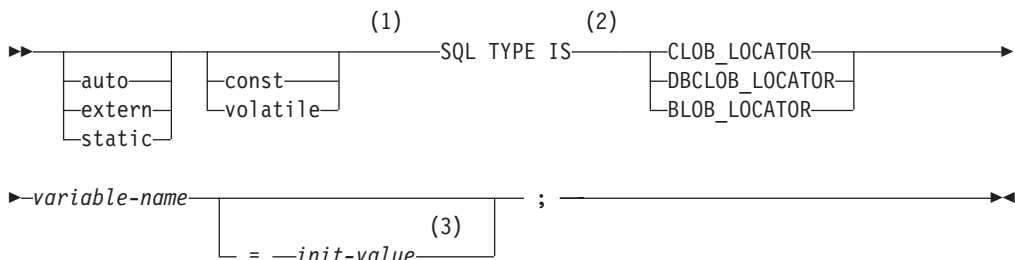 (1) (2)
SQL TYPE IS CLOB_LOCATOR
auto const DBCLOB_LOCATOR
extern volatile BLOB_LOCATOR
static
variable-name ;
(3)
= init-value